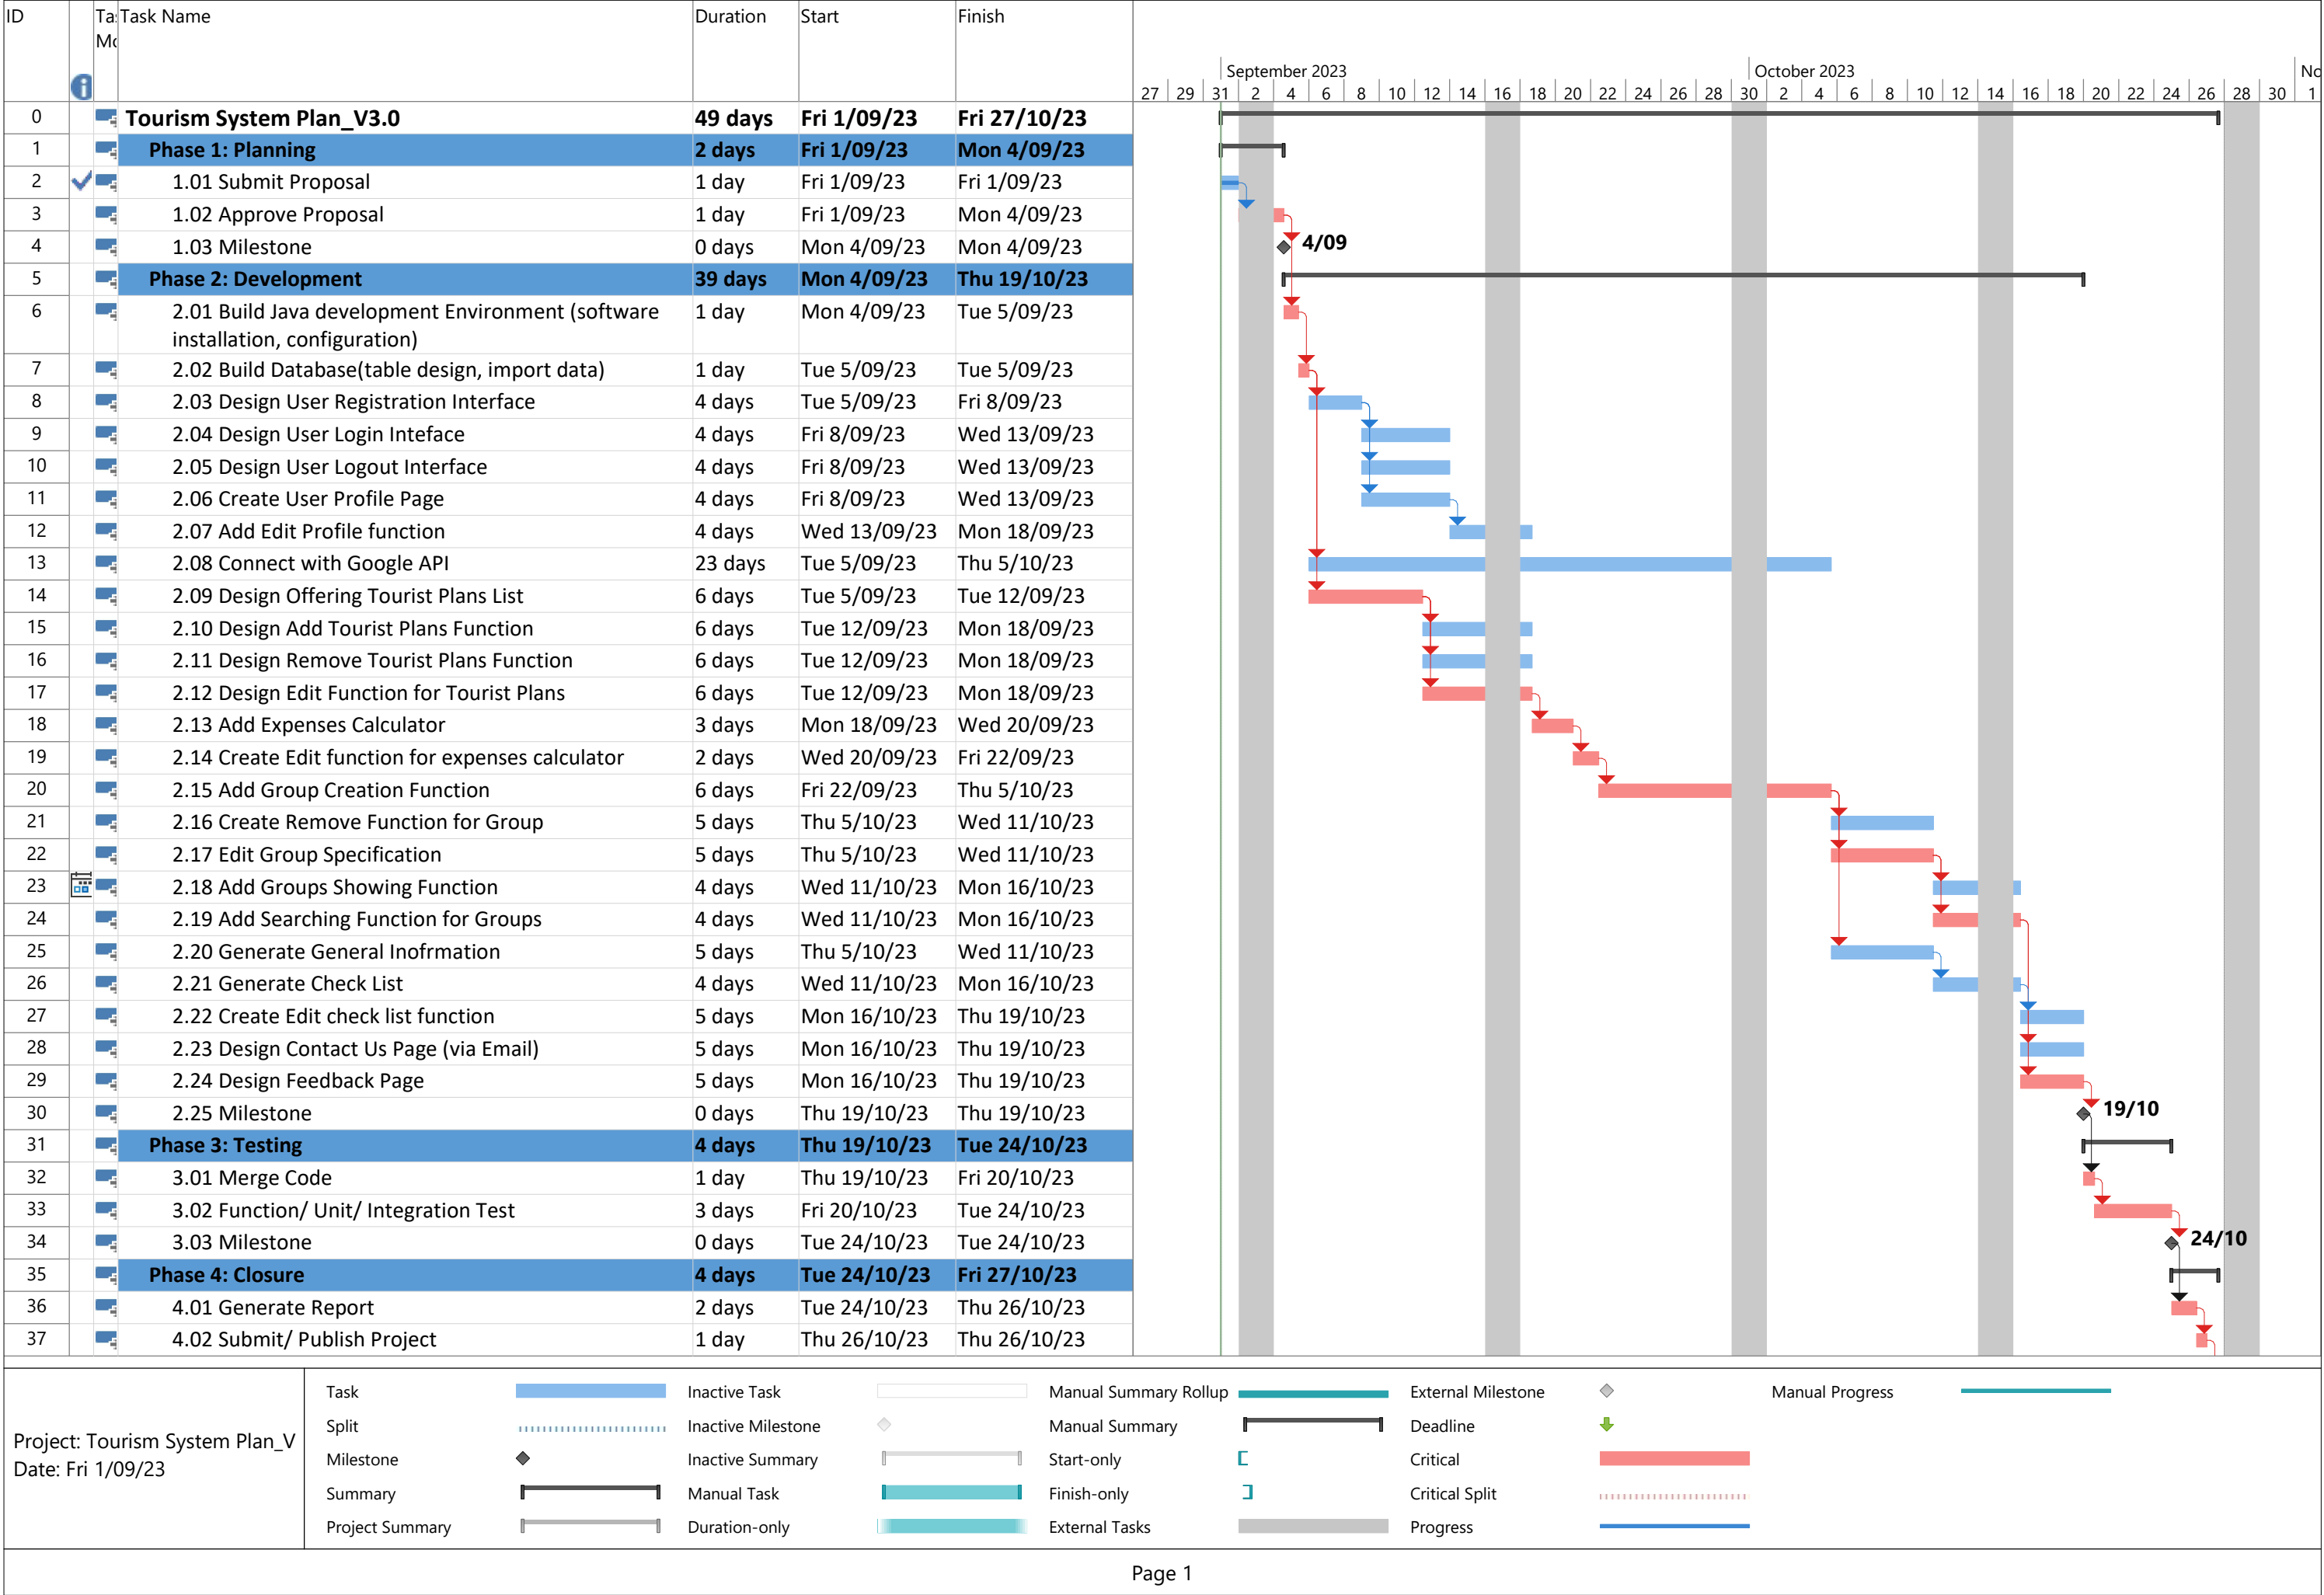 ID Tas Task Name Duration Start Finish
Mo
September 2023 October 2023 No
27 29 31 2 4 6 8 10 12 14 16 18 20 22 24 26 28 30 2 4 6 8 10 12 14 16 18 20 22 24 26 28 30 1
0 Tourism System Plan_V3.0 49 days Fri 1/09/23 Fri 27/10/23
1 Phase 1: Planning 2 days Fri 1/09/23 Mon 4/09/23
2 1.01 Submit Proposal 1 day Fri 1/09/23 Fri 1/09/23
3 1.02 Approve Proposal 1 day Fri 1/09/23 Mon 4/09/23
4 1.03 Milestone 0 days Mon 4/09/23 Mon 4/09/23 4/09
5 Phase 2: Development 39 days Mon 4/09/23 Thu 19/10/23
6 2.01 Build Java development Environment (software 1 day Mon 4/09/23 Tue 5/09/23
installation, configuration)
7 2.02 Build Database(table design, import data) 1 day Tue 5/09/23 Tue 5/09/23
8 2.03 Design User Registration Interface 4 days Tue 5/09/23 Fri 8/09/23
9 2.04 Design User Login Inteface 4 days Fri 8/09/23 Wed 13/09/23
10 2.05 Design User Logout Interface 4 days Fri 8/09/23 Wed 13/09/23
11 2.06 Create User Profile Page 4 days Fri 8/09/23 Wed 13/09/23
12 2.07 Add Edit Profile function 4 days Wed 13/09/23 Mon 18/09/23
13 2.08 Connect with Google API 23 days Tue 5/09/23 Thu 5/10/23
14 2.09 Design Offering Tourist Plans List 6 days Tue 5/09/23 Tue 12/09/23
15 2.10 Design Add Tourist Plans Function 6 days Tue 12/09/23 Mon 18/09/23
16 2.11 Design Remove Tourist Plans Function 6 days Tue 12/09/23 Mon 18/09/23
17 2.12 Design Edit Function for Tourist Plans 6 days Tue 12/09/23 Mon 18/09/23
18 2.13 Add Expenses Calculator 3 days Mon 18/09/23 Wed 20/09/23
19 2.14 Create Edit function for expenses calculator 2 days Wed 20/09/23 Fri 22/09/23
20 2.15 Add Group Creation Function 6 days Fri 22/09/23 Thu 5/10/23
21 2.16 Create Remove Function for Group 5 days Thu 5/10/23 Wed 11/10/23
22 2.17 Edit Group Specification 5 days Thu 5/10/23 Wed 11/10/23
23 2.18 Add Groups Showing Function 4 days Wed 11/10/23 Mon 16/10/23
24 2.19 Add Searching Function for Groups 4 days Wed 11/10/23 Mon 16/10/23
25 2.20 Generate General Inofrmation 5 days Thu 5/10/23 Wed 11/10/23
26 2.21 Generate Check List 4 days Wed 11/10/23 Mon 16/10/23
27 2.22 Create Edit check list function 5 days Mon 16/10/23 Thu 19/10/23
28 2.23 Design Contact Us Page (via Email) 5 days Mon 16/10/23 Thu 19/10/23
29 2.24 Design Feedback Page 5 days Mon 16/10/23 Thu 19/10/23
30 2.25 Milestone 0 days Thu 19/10/23 Thu 19/10/23 19/10
31 Phase 3: Testing 4 days Thu 19/10/23 Tue 24/10/23
32 3.01 Merge Code 1 day Thu 19/10/23 Fri 20/10/23
33 3.02 Function/ Unit/ Integration Test 3 days Fri 20/10/23 Tue 24/10/23
34 3.03 Milestone 0 days Tue 24/10/23 Tue 24/10/23 24/10
35 Phase 4: Closure 4 days Tue 24/10/23 Fri 27/10/23
36 4.01 Generate Report 2 days Tue 24/10/23 Thu 26/10/23
37 4.02 Submit/ Publish Project 1 day Thu 26/10/23 Thu 26/10/23
Project: Tourism System Plan_V
Date: Fri 1/09/23
Task Inactive Task Manual Summary Rollup External Milestone Manual Progress
Split Inactive Milestone Manual Summary Deadline
Milestone Inactive Summary Start-only Critical
Summary Manual Task Finish-only Critical Split
Project Summary Duration-only External Tasks Progress
Page 1